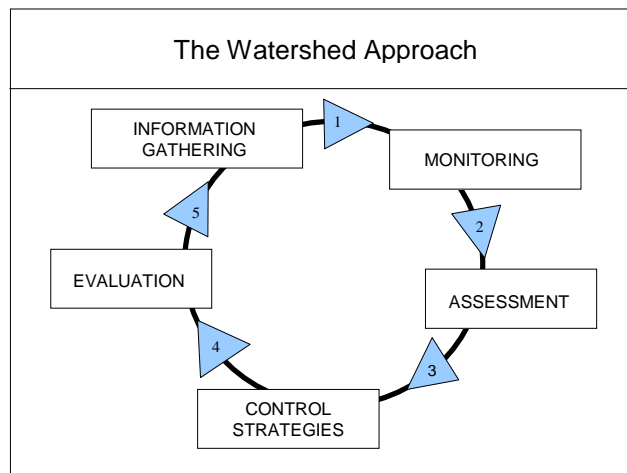 The Watershed Approach
INFORMATION
GATHERING
1
MONITORING
2
ASSESSMENT
3
CONTROL
STRATEGIES
4
EVALUATION
5